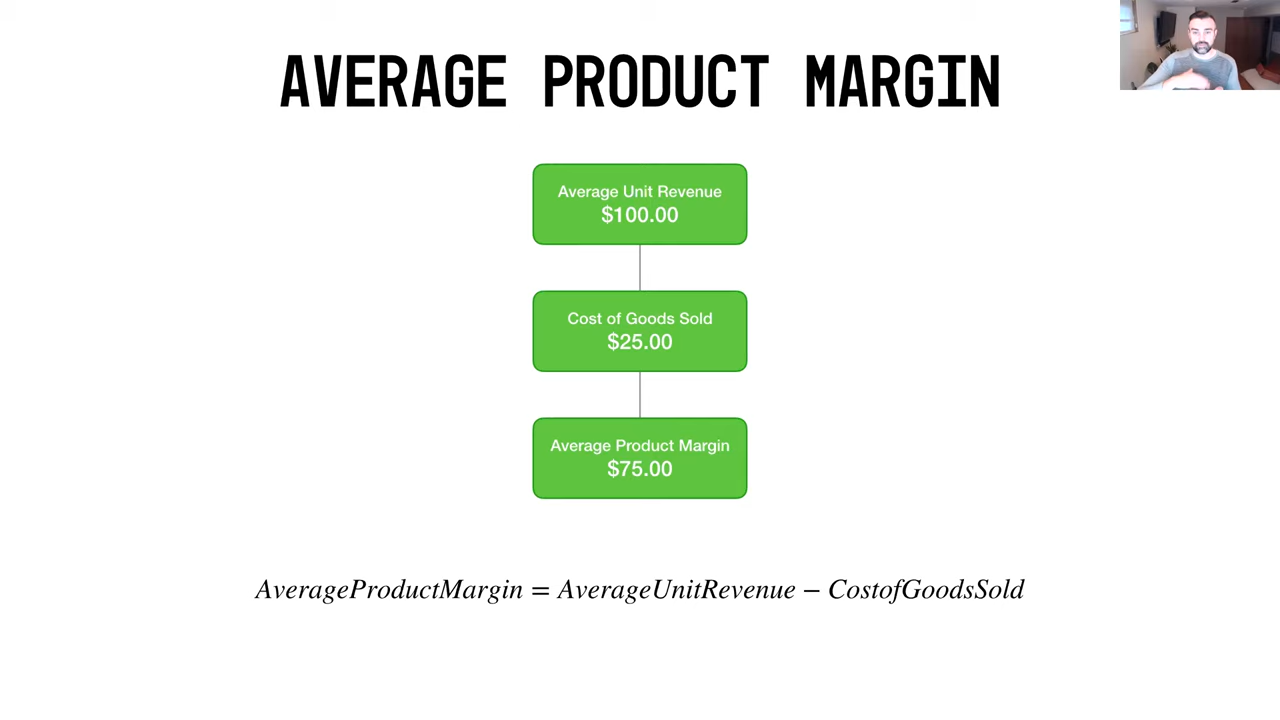 AVERAGE PRODUCT MARGIN
Average Unit Revenue
$100.00
Cost of Goods Sold
$25.00
Average Product Margin
$75.00
AverageProductMargin = AverageUnitRevenue − CostofGoodsSold